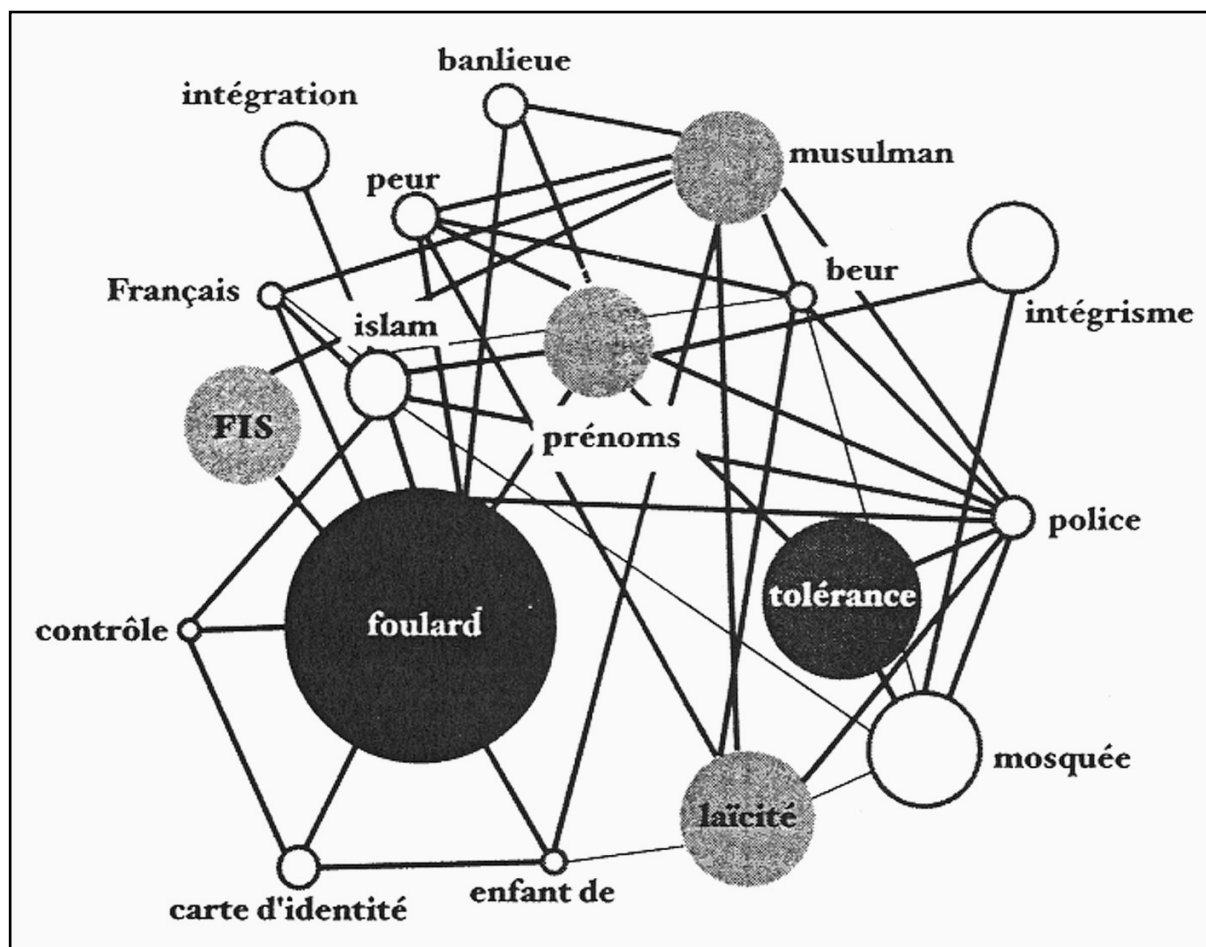 banlieue
intégration
musulman
peur
beur
Français
intégrisme
islam
FIS
prénoms
police
tolérance
foulard
contrôle
mosquée
laïcité
enfant de
carte d'identité